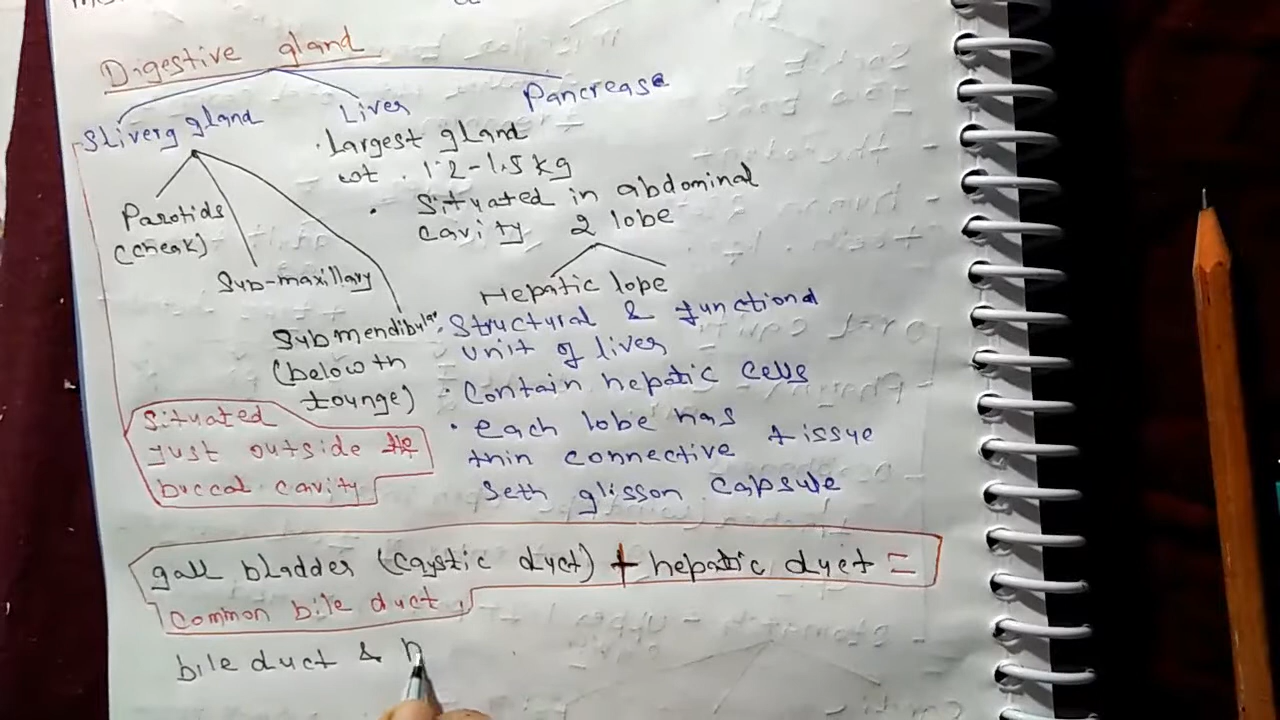 Digestive gland
Sliverg gland
Liver
Pancrease
Parotids
(cheak)
Sub-maxillary
Submendibular
(below th
tounge)
Situated
just outside
buccal cavity
· Largest gland
wt. 1.2-1.5 kg
· Situated in abdominal
cavity 2 lobe
Hepatic lobe
· Structural & functional
unit of liver
· Contain hepatic cells
· each lobe has
thin connective tissue
seth glisson capsule
gall bladder (Caystic duct) + hepatic duct =
Common bile duct,
bile duct &